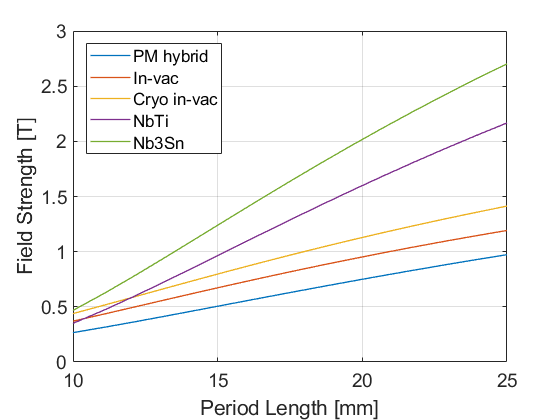 3
2.5
2
1.5
1
0.5
0
10
15
20
25
Field Strength [T]
Period Length [mm]
PM hybrid
In-vac
Cryo in-vac
NbTi
Nb3Sn